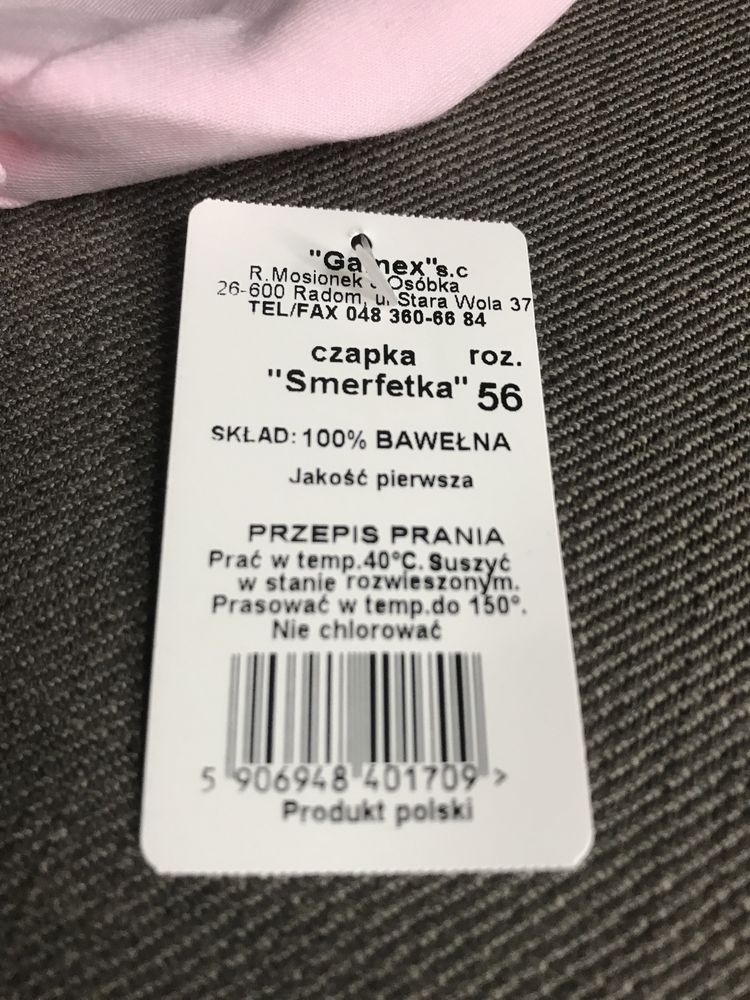 "Gamex"s.c
R.Mosionek Osóbka
26-600 Radom, ul Stara Wola 37
TEL/FAX 048 360-66 84
czapka roz.
"Smerfetka" 56
SKŁAD: 100% BAWEŁNA
Jakość pierwsza
PRZEPIS PRANIA
Prać w temp.40°C. Suszyć
w stanie rozwieszonym.
Prasować w temp.do 150°.
Nie chlorować
5 906948 401709 >
Produkt polski